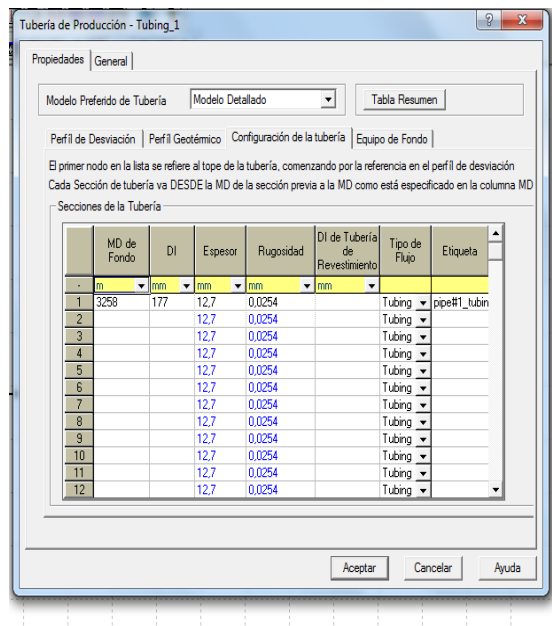 Tubería de Producción - Tubing_1
Propiedades General
Modelo Preferido de Tubería Modelo Detallado Tabla Resumen
Perfíl de Desviación Perfíl Geotérmico Configuración de la tubería Equipo de Fondo
El primer nodo en la lista se refiere al tope de la tubería, comenzando por la referencia en el perfíl de desviación
Cada Sección de tubería va DESDE la MD de la sección previa a la MD como está especificado en la columna MD
Secciones de la Tubería
MD de Fondo DI Espesor Rugosidad DI de Tubería de Revestimiento Tipo de Flujo Etiqueta
- m mm mm mm mm
1 3258 177 12,7 0,0254 Tubing pipe#1_tubin
2 12,7 0,0254 Tubing
3 12,7 0,0254 Tubing
4 12,7 0,0254 Tubing
5 12,7 0,0254 Tubing
6 12,7 0,0254 Tubing
7 12,7 0,0254 Tubing
8 12,7 0,0254 Tubing
9 12,7 0,0254 Tubing
10 12,7 0,0254 Tubing
11 12,7 0,0254 Tubing
12 12,7 0,0254 Tubing
Aceptar Cancelar Ayuda